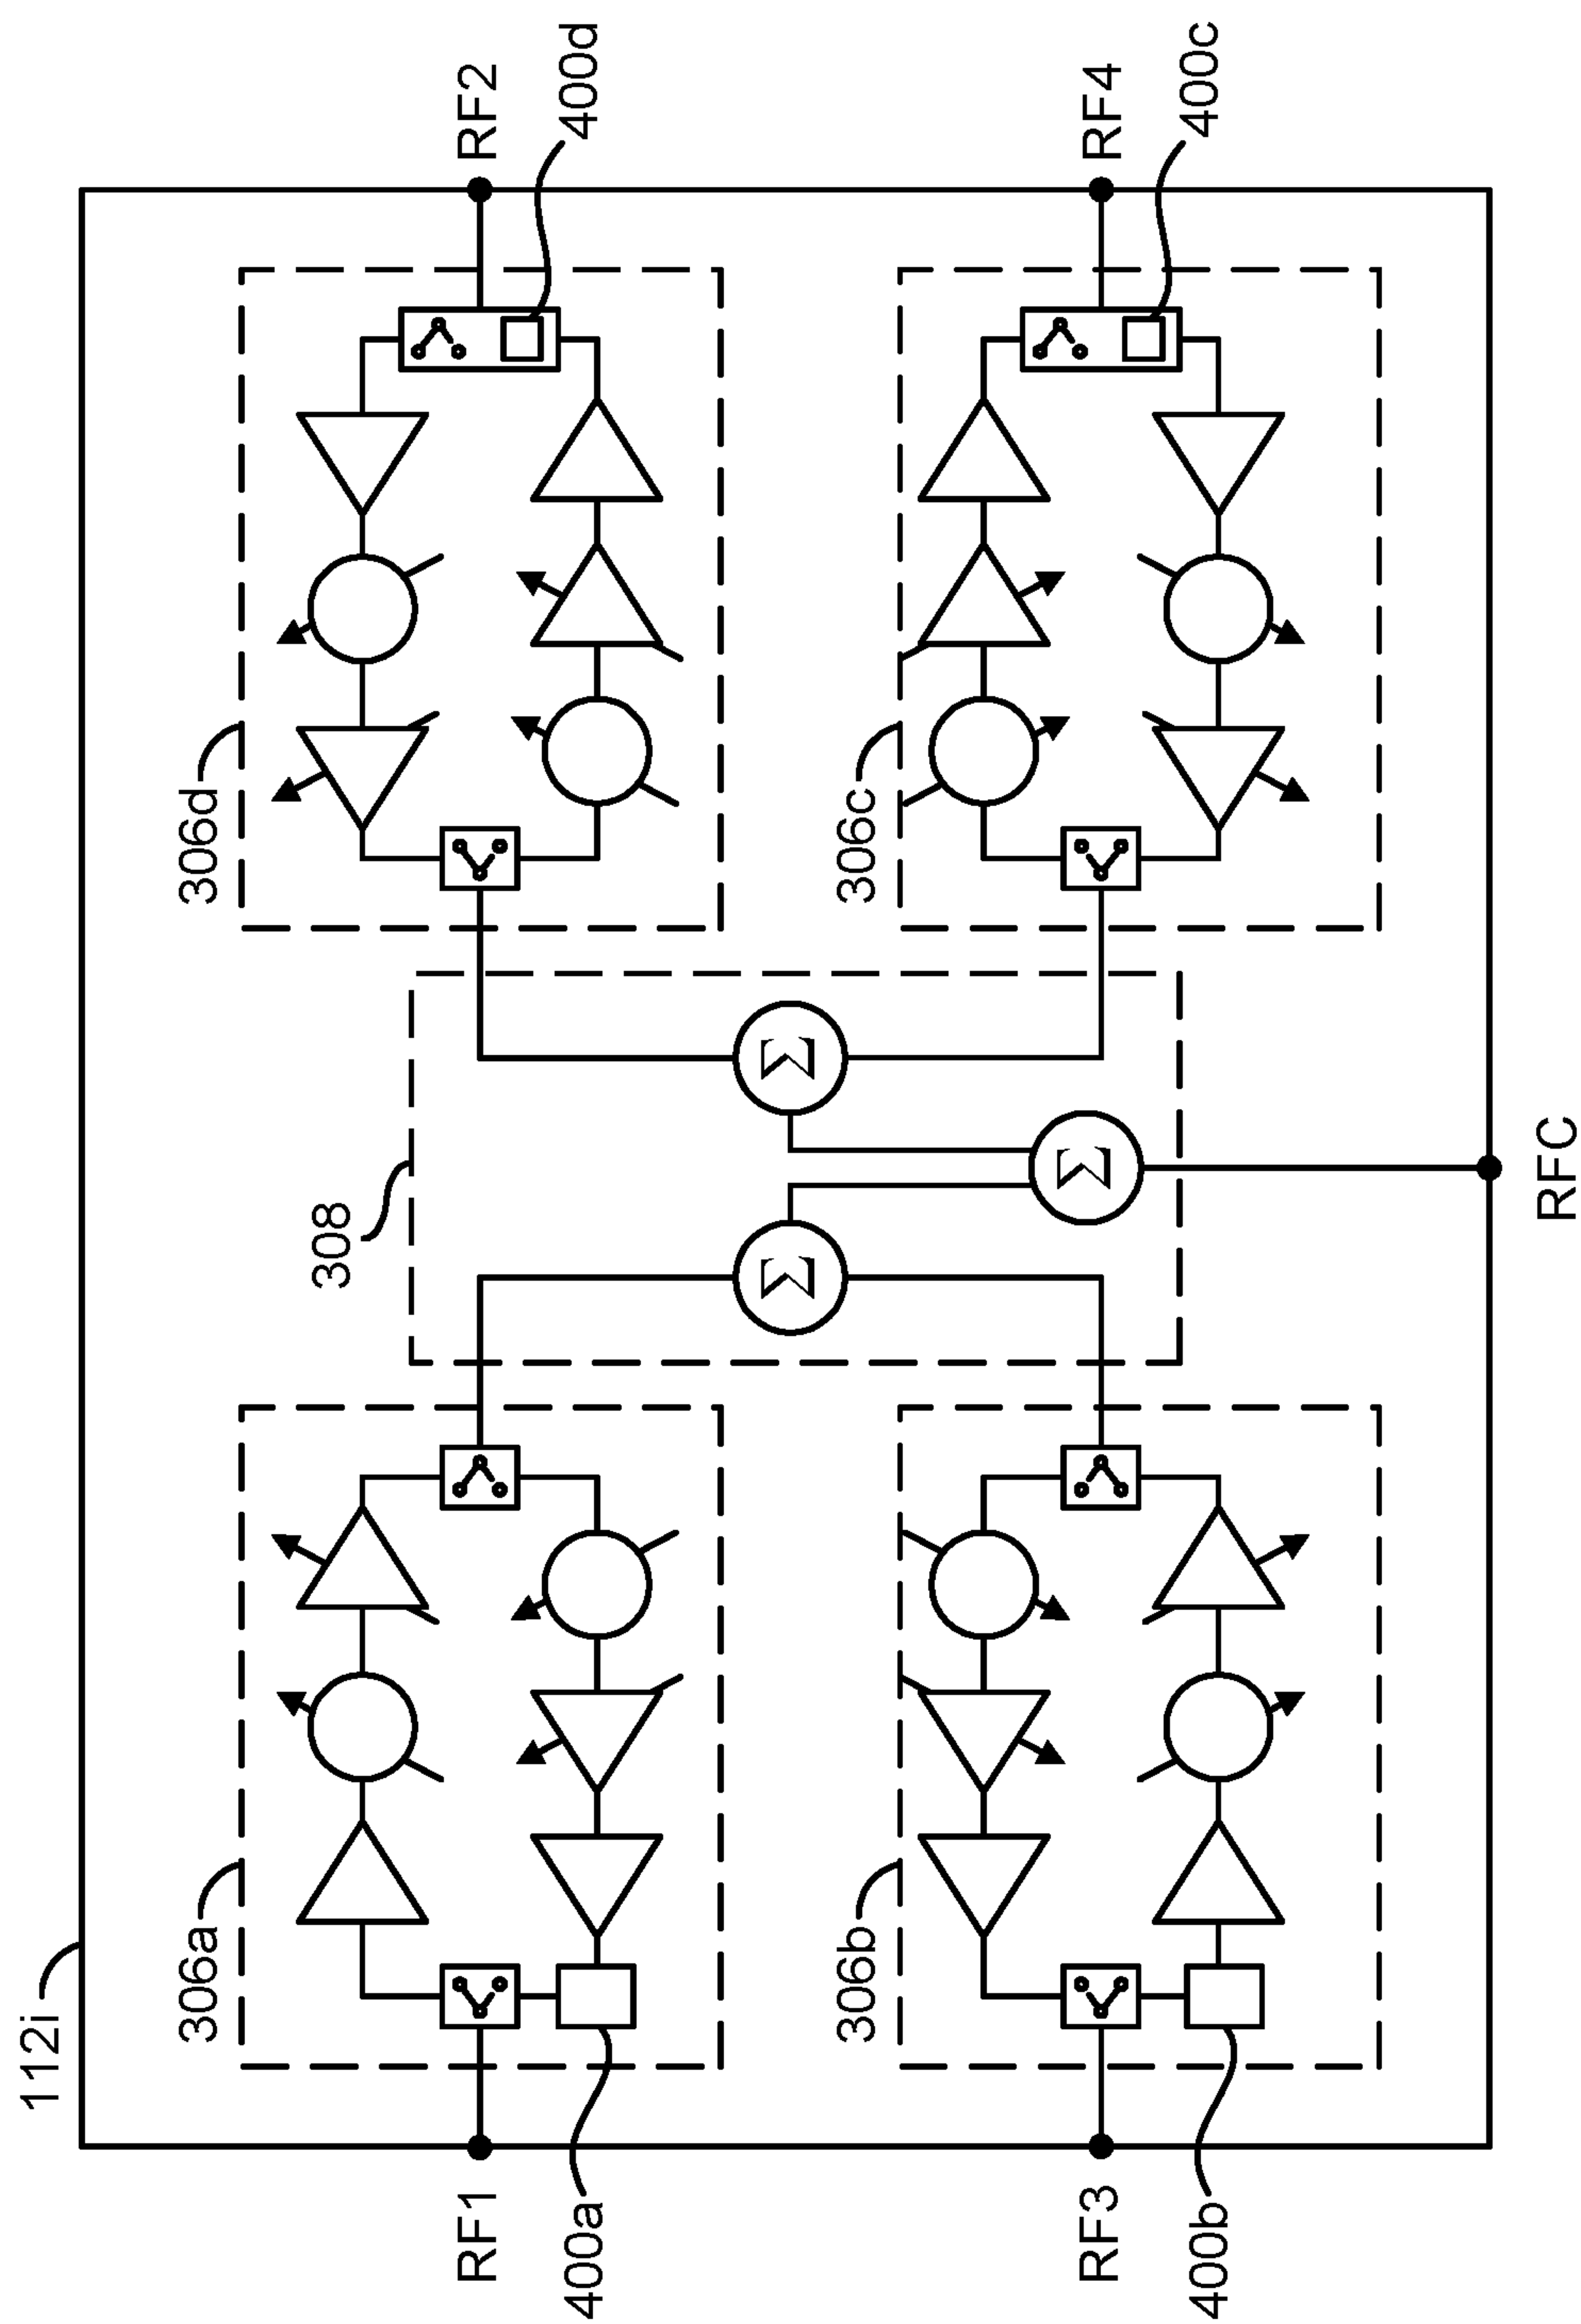 112i
306a
308
306d
RF1
RF2
400a
400d
Σ
Σ
Σ
306b
306c
RF3
RF4
400b
400c
RFC